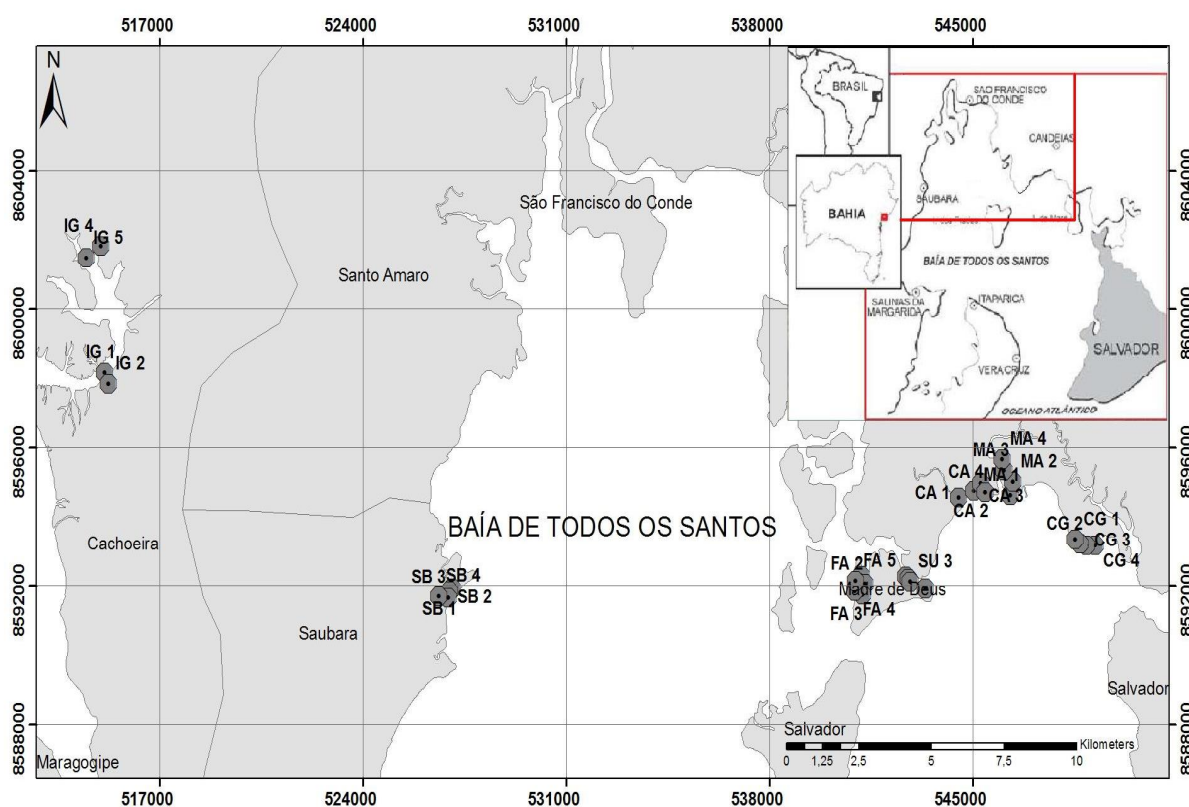 517000 524000 531000 538000 545000
N
BRASIL
SÃO FRANCISCO
DO CONDE
CANDEIAS
8604000 8604000
SAUBARA
São Francisco do Conde
BAHIA
IG 4 IG 5
BAÍA DE TODOS OS SANTOS
Santo Amaro
SALINAS DA
MARGARIDA
ITAPARICA
8600000 8600000
SALVADOR
IG 1
IG 2
VERA CRUZ
OCEANO ATLÂNTICO
8596000 8596000
MA 4
MA 3
MA 2
CA 4 MA 1
CA 1 CA 3
CA 2
BAÍA DE TODOS OS SANTOS
CG 1
CG 2
CG 3
CG 4
Cachoeira
SB 3 SB 4
SB 2
SB 1
FA 2 FA 5 SU 3
Madre de Deus
FA 3 FA 4
8592000 8592000
Saubara
Salvador
8588000 8588000
Salvador
Kilometers
0 1,25 2,5 5 7,5 10
Maragogipe
517000 524000 531000 538000 545000